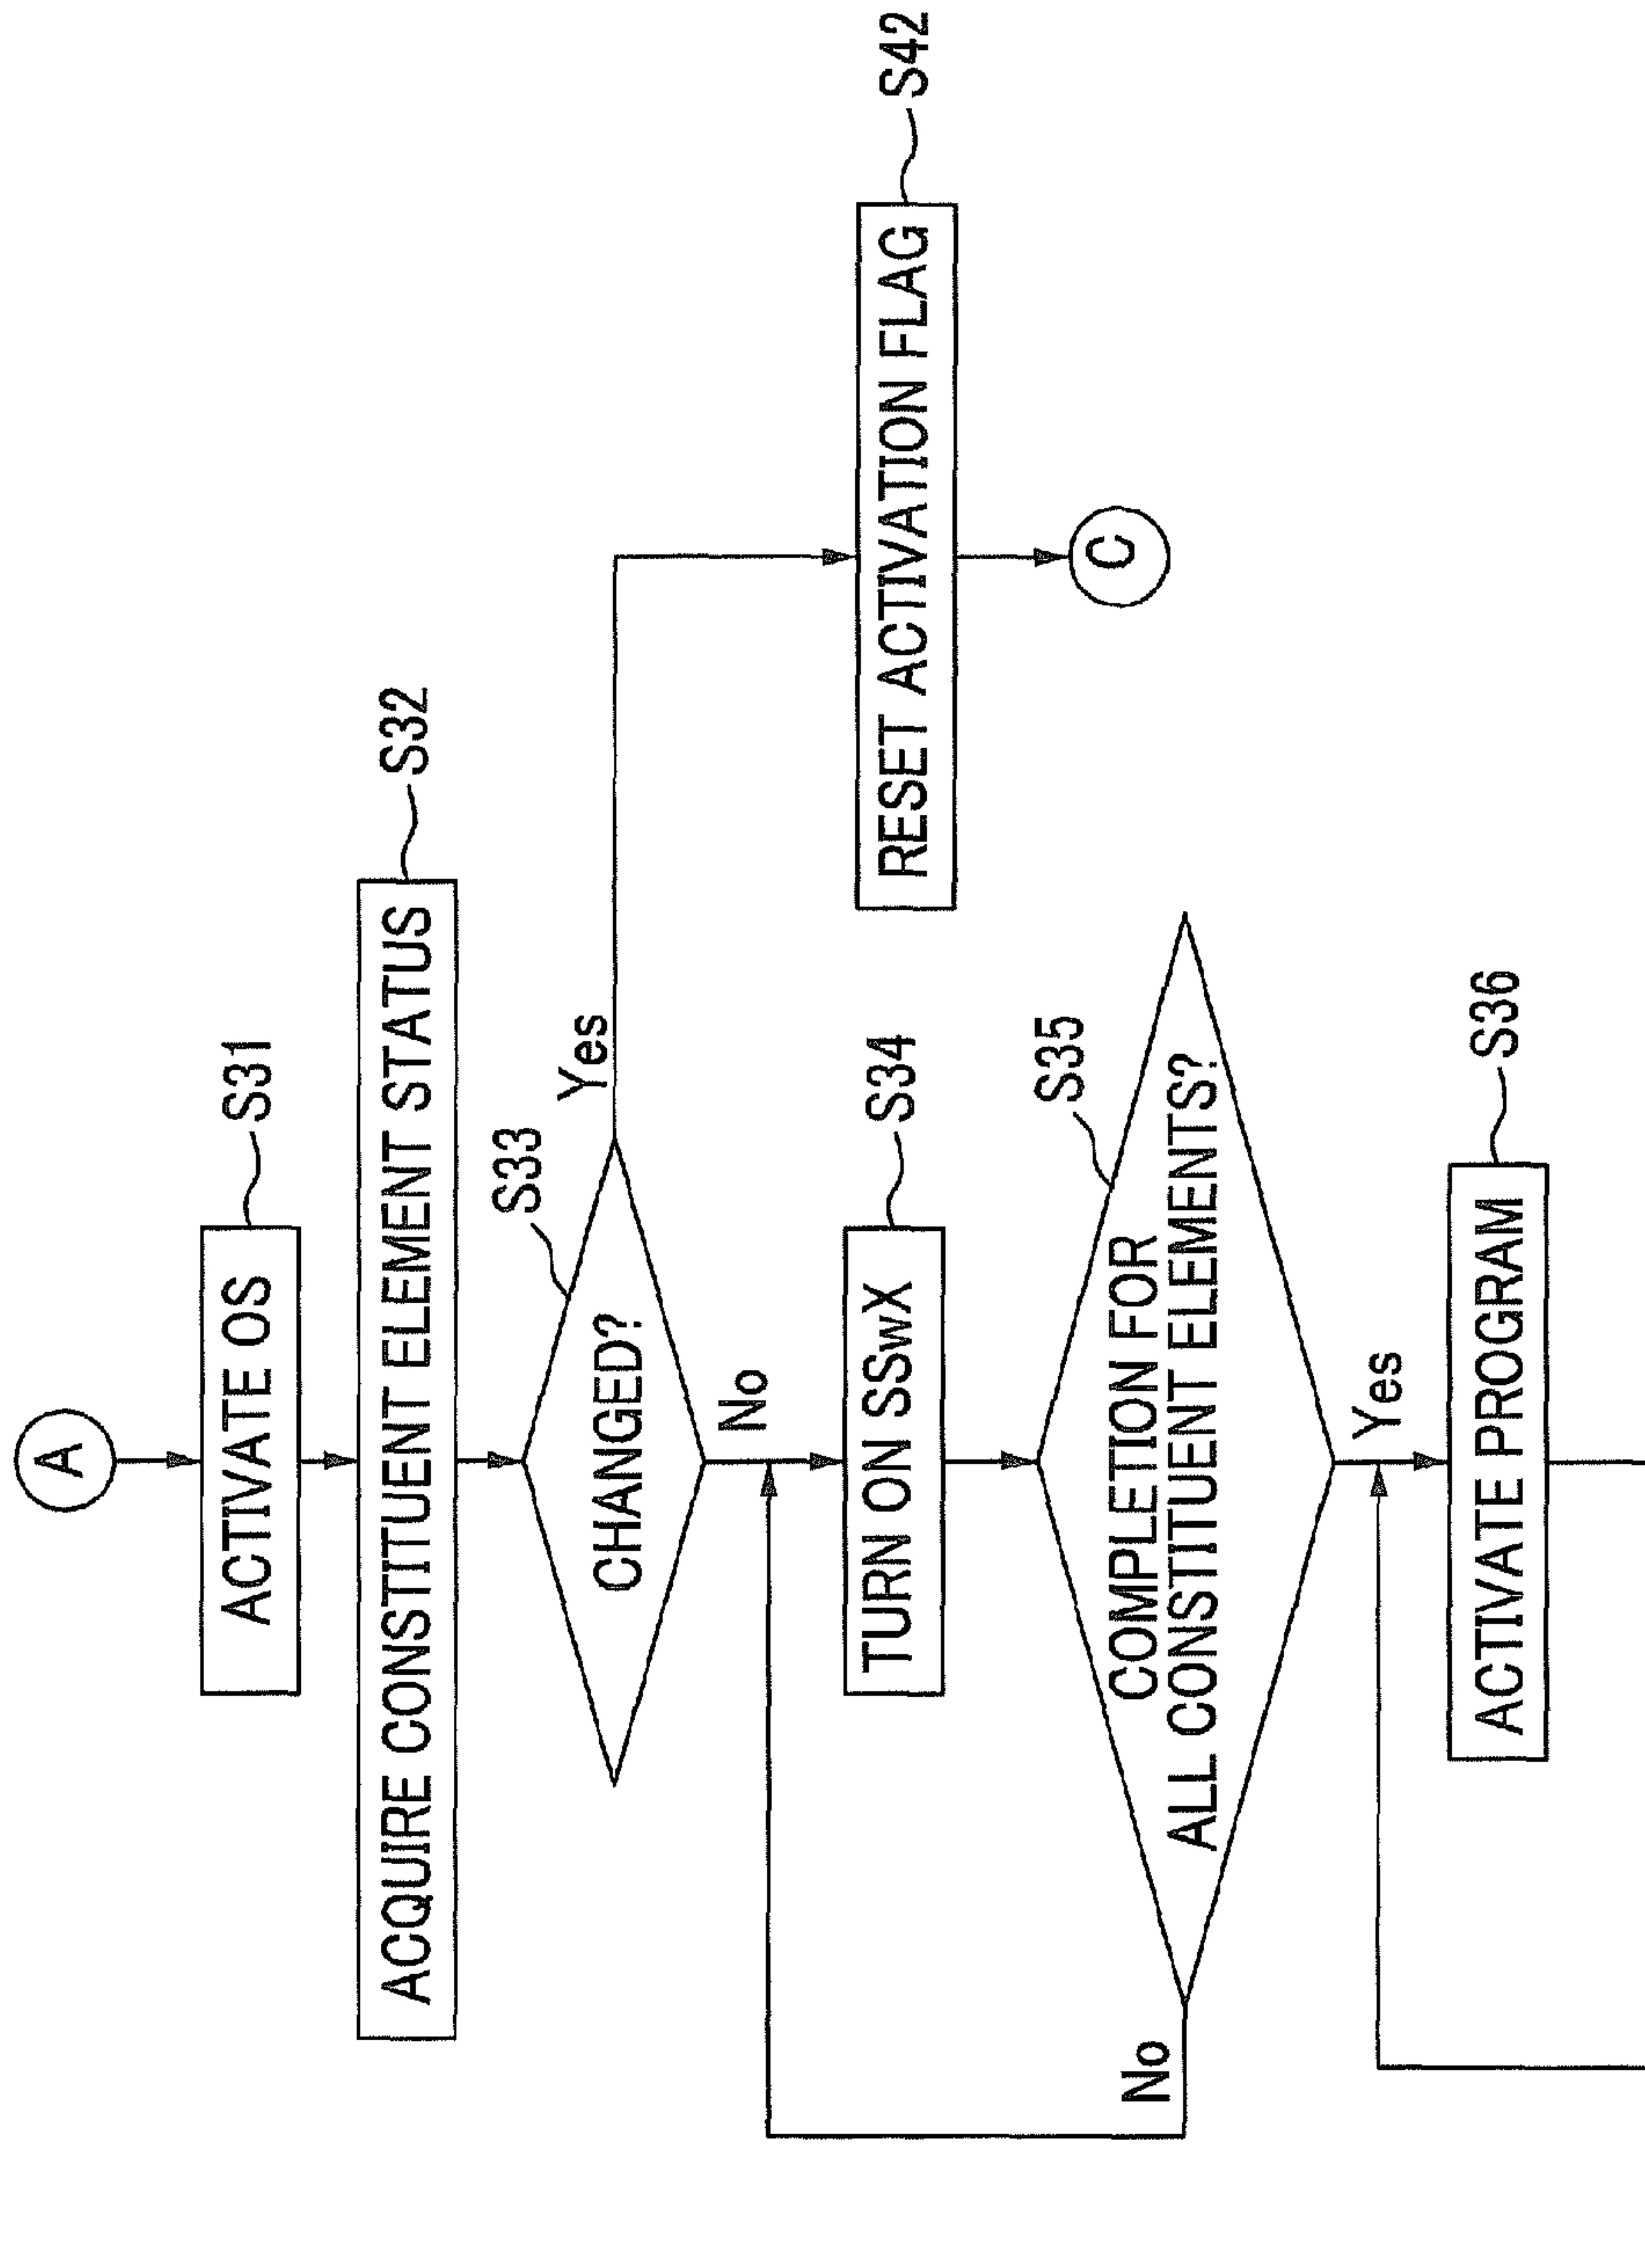 A
ACTIVATE OS
S31
ACQUIRE CONSTITUENT ELEMENT STATUS
S32
CHANGED?
S33
Yes
No
TURN ON SSwX
S34
RESET ACTIVATION FLAG
S42
C
COMPLETION FOR
ALL CONSTITUENT ELEMENTS?
S35
No
Yes
ACTIVATE PROGRAM
S36